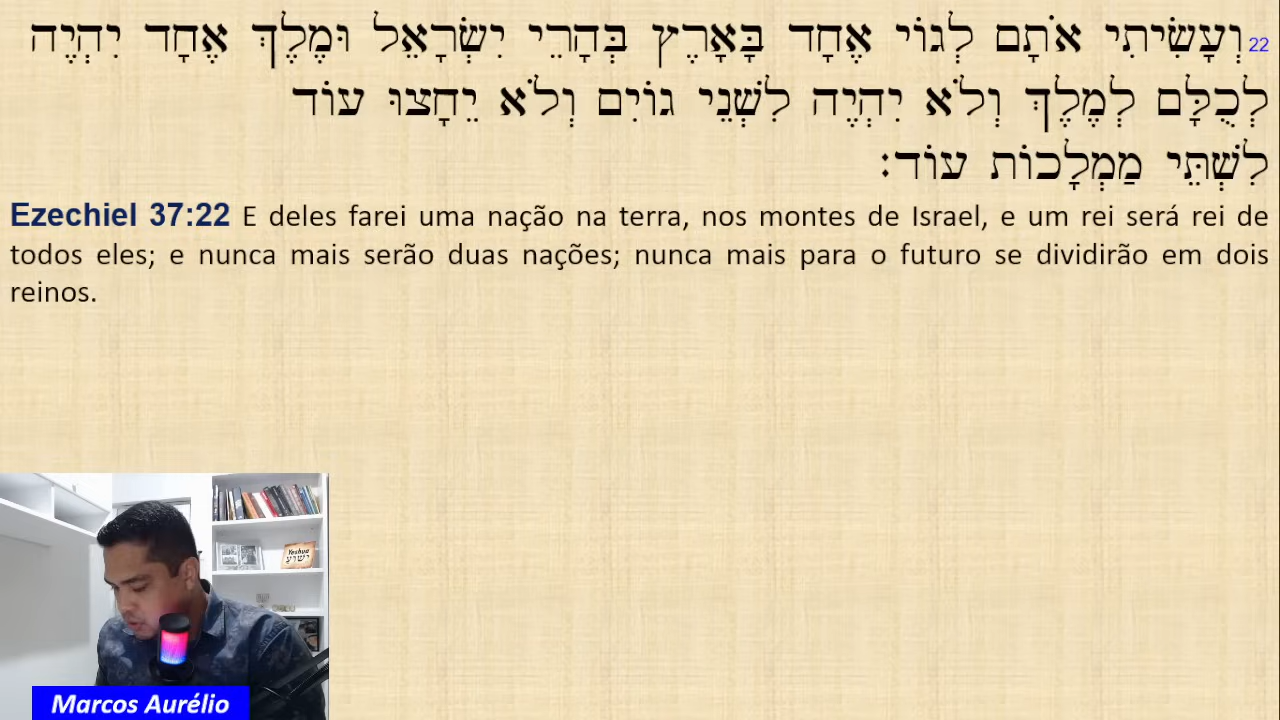 22 וְעָשִׂיתִי אֹתָם לְגוֹי אֶחָד בָּאָרֶץ בְּהָרֵי יִשְׂרָאֵל וּמֶלֶךְ אֶחָד יִהְיֶה
לְכֻלָּם לְמֶלֶךְ וְלֹא יִהְיֶה לִשְׁנֵי גוֹיִם וְלֹא יֵחָצוּ עוֹד
לִשְׁתֵּי מַמְלָכוֹת עוֹד׃
Ezechiel 37:22 E deles farei uma nação na terra, nos montes de Israel, e um rei será rei de
todos eles; e nunca mais serão duas nações; nunca mais para o futuro se dividirão em dois
reinos.
Yeshua
ישוע
Marcos Aurélio